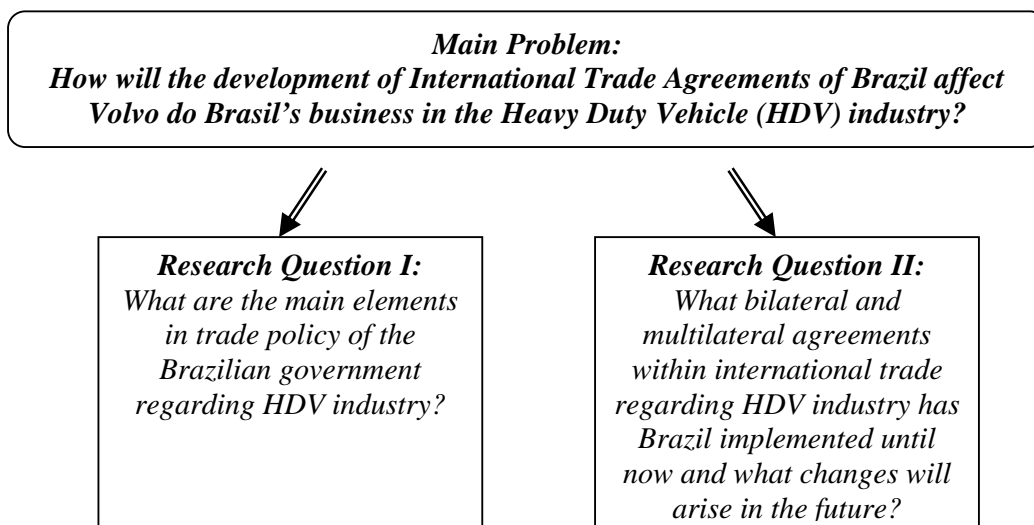 Main Problem:
How will the development of International Trade Agreements of Brazil affect
Volvo do Brasil's business in the Heavy Duty Vehicle (HDV) industry?
Research Question I:
What are the main elements
in trade policy of the
Brazilian government
regarding HDV industry?
Research Question II:
What bilateral and
multilateral agreements
within international trade
regarding HDV industry has
Brazil implemented until
now and what changes will
arise in the future?